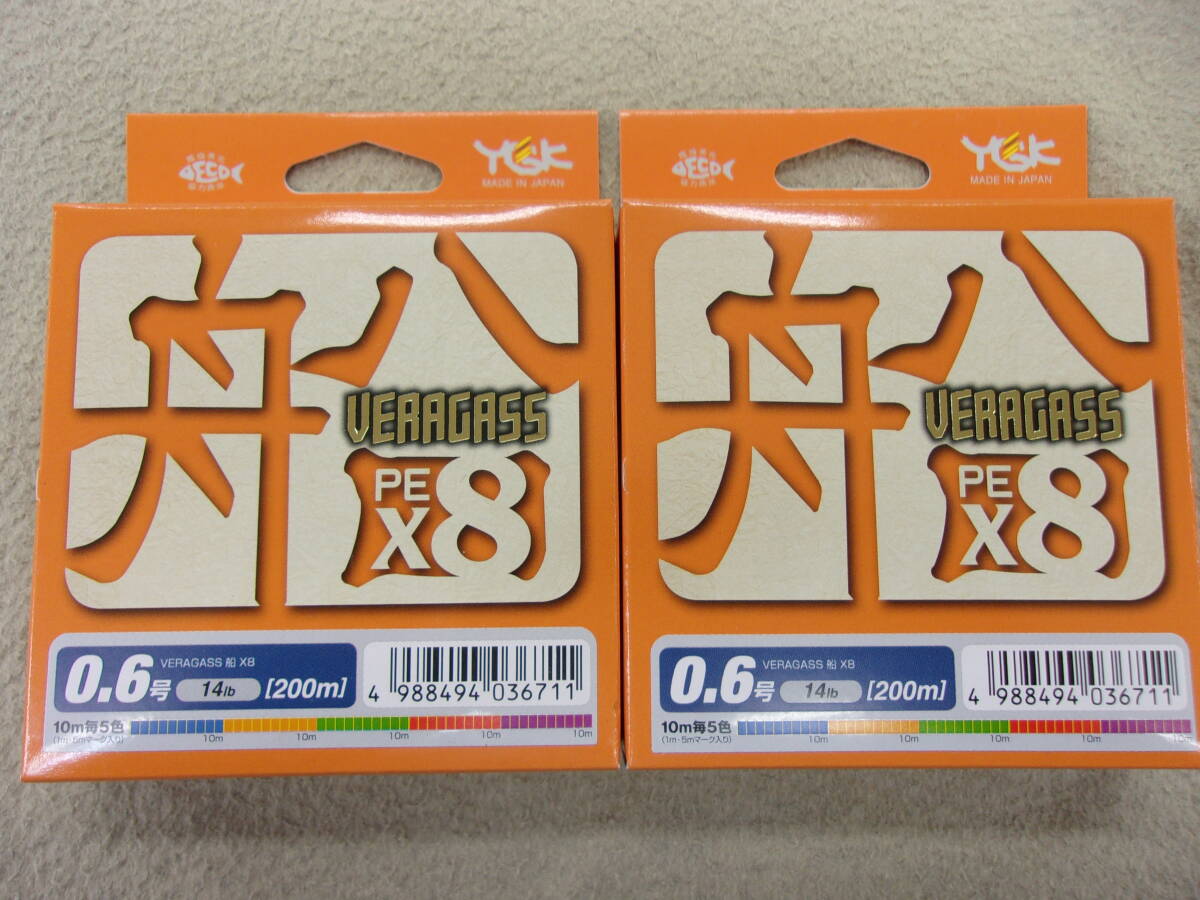 ECO
YGK
MADE IN JAPAN
船
VERAGASS
PE
X8
0.6号
VERAGASS 船 X8
14lb
[200m]
4 988494 036711
10m毎5色
(1m・5mマーク入り)
10m 10m 10m 10m 10m
ECO
YGK
MADE IN JAPAN
船
VERAGASS
PE
X8
0.6号
VERAGASS 船 X8
14lb
[200m]
4 988494 036711
10m毎5色
(1m・5mマーク入り)
10m 10m 10m 10m